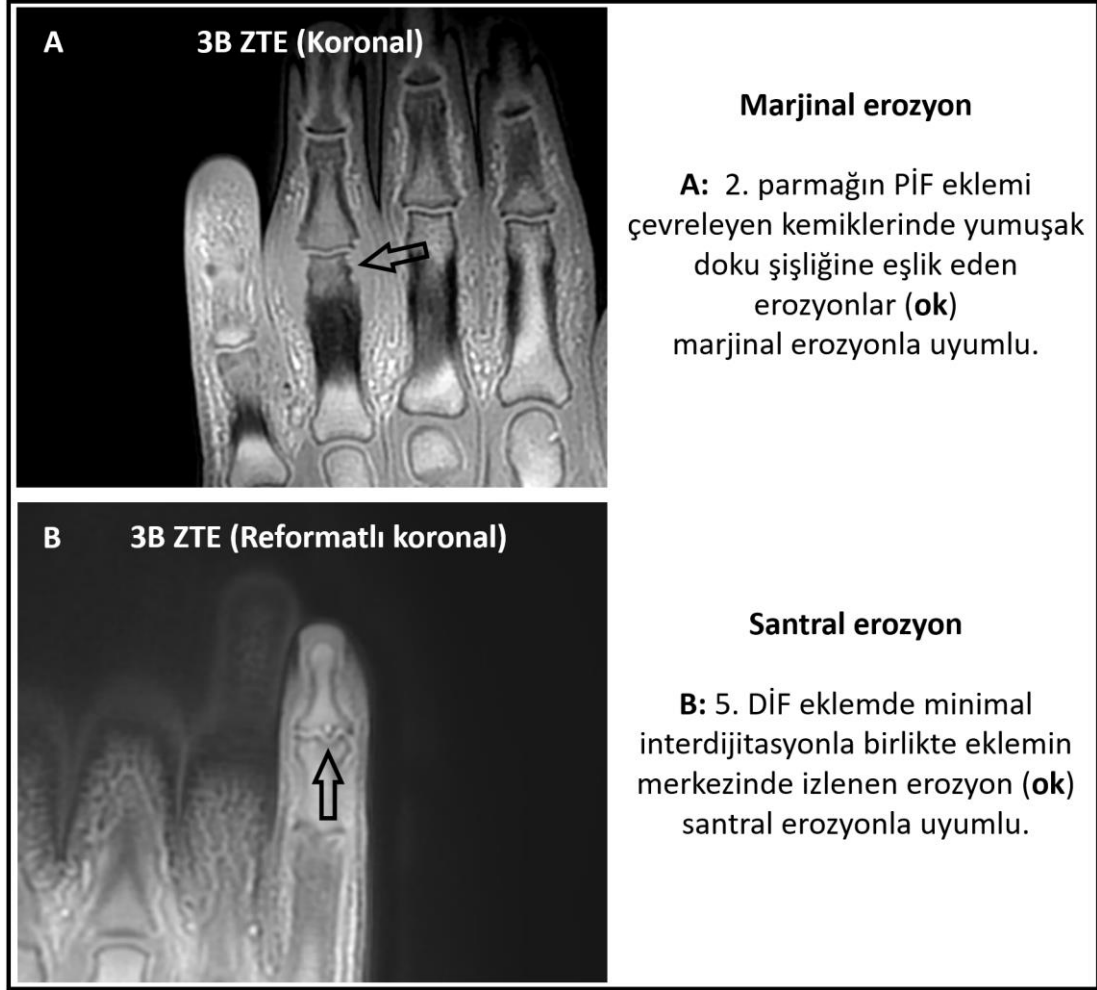 A
3B ZTE (Koronal)
Marjinal erozyon
A: 2. parmağın PİF eklemi
çevreleyen kemiklerinde yumuşak
doku şişliğine eşlik eden
erozyonlar (ok)
marjinal erozyonla uyumlu.
B
3B ZTE (Reformatlı koronal)
Santral erozyon
B: 5. DİF eklemde minimal
interdijitasyonla birlikte eklemin
merkezinde izlenen erozyon (ok)
santral erozyonla uyumlu.